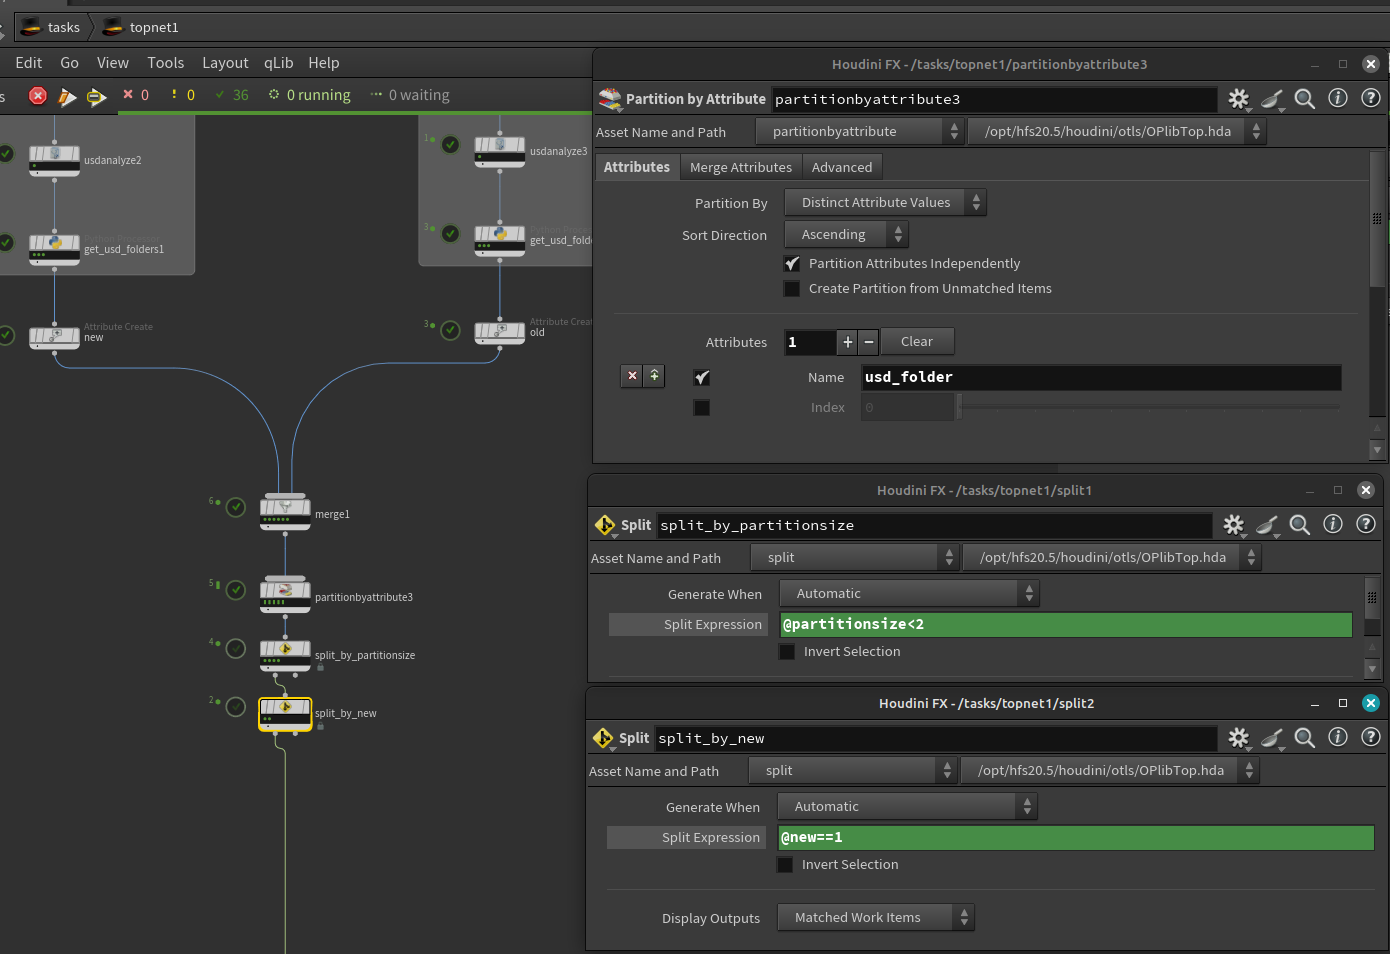 tasks
topnet1
Edit Go View Tools Layout qLib Help
s 0 0 36 0 running 0 waiting
usdanalyze2
1
usdanalyze3
Python Processor
get_usd_folders1
3
get_usd_folde
Attribute Create
new
3
Attribute Creat
old
6
merge1
5
partitionbyattribute3
4
split_by_partitionsize
2
split_by_new
Houdini FX - /tasks/topnet1/partitionbyattribute3
Partition by Attribute partitionbyattribute3
Asset Name and Path partitionbyattribute /opt/hfs20.5/houdini/otls/OPlibTop.hda
Attributes Merge Attributes Advanced
Partition By Distinct Attribute Values
Sort Direction Ascending
Partition Attributes Independently
Create Partition from Unmatched Items
Attributes 1 + − Clear
Name usd_folder
Index 0
Houdini FX - /tasks/topnet1/split1
Split split_by_partitionsize
Asset Name and Path split /opt/hfs20.5/houdini/otls/OPlibTop.hda
Generate When Automatic
Split Expression @partitionsize<2
Invert Selection
Houdini FX - /tasks/topnet1/split2
Split split_by_new
Asset Name and Path split /opt/hfs20.5/houdini/otls/OPlibTop.hda
Generate When Automatic
Split Expression @new==1
Invert Selection
Display Outputs Matched Work Items